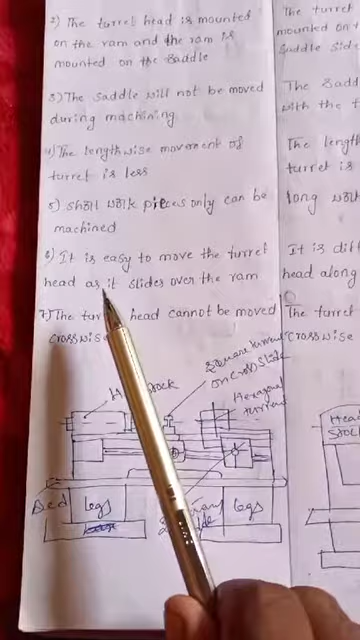 2) The turret head is mounted
on the ram and the ram is
mounted on the saddle
3) The saddle will not be moved
during machining
4) The lengthwise movement of
turret is less
5) short work pieces only can be
machined
6) It is easy to move the turret
head as it slides over the ram
7) The turret head cannot be moved
crosswise
The turret
mounted on
saddle
The
with the
The length
turret is
long work
It is
head along
The turret
crosswise
Square turret
on cross slide
Hexagonal
turret
Bed
legs
legs
Head
Stock